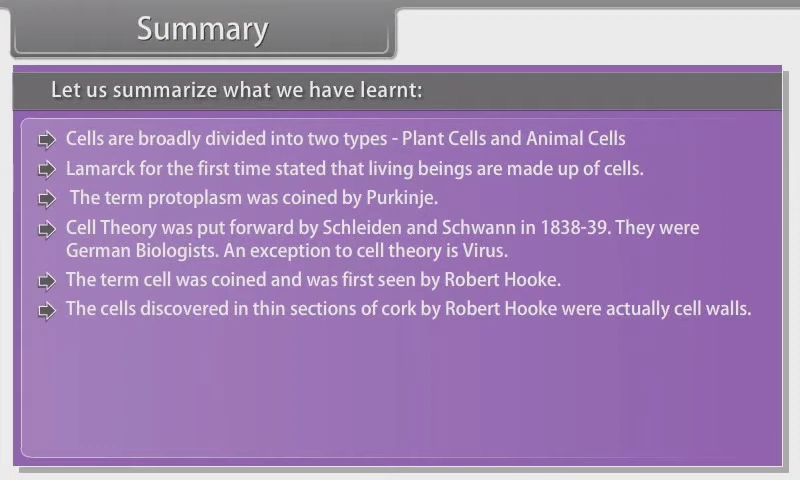 Summary
Let us summarize what we have learnt:
Cells are broadly divided into two types - Plant Cells and Animal Cells
Lamarck for the first time stated that living beings are made up of cells.
The term protoplasm was coined by Purkinje.
Cell Theory was put forward by Schleiden and Schwann in 1838-39. They were
German Biologists. An exception to cell theory is Virus.
The term cell was coined and was first seen by Robert Hooke.
The cells discovered in thin sections of cork by Robert Hooke were actually cell walls.